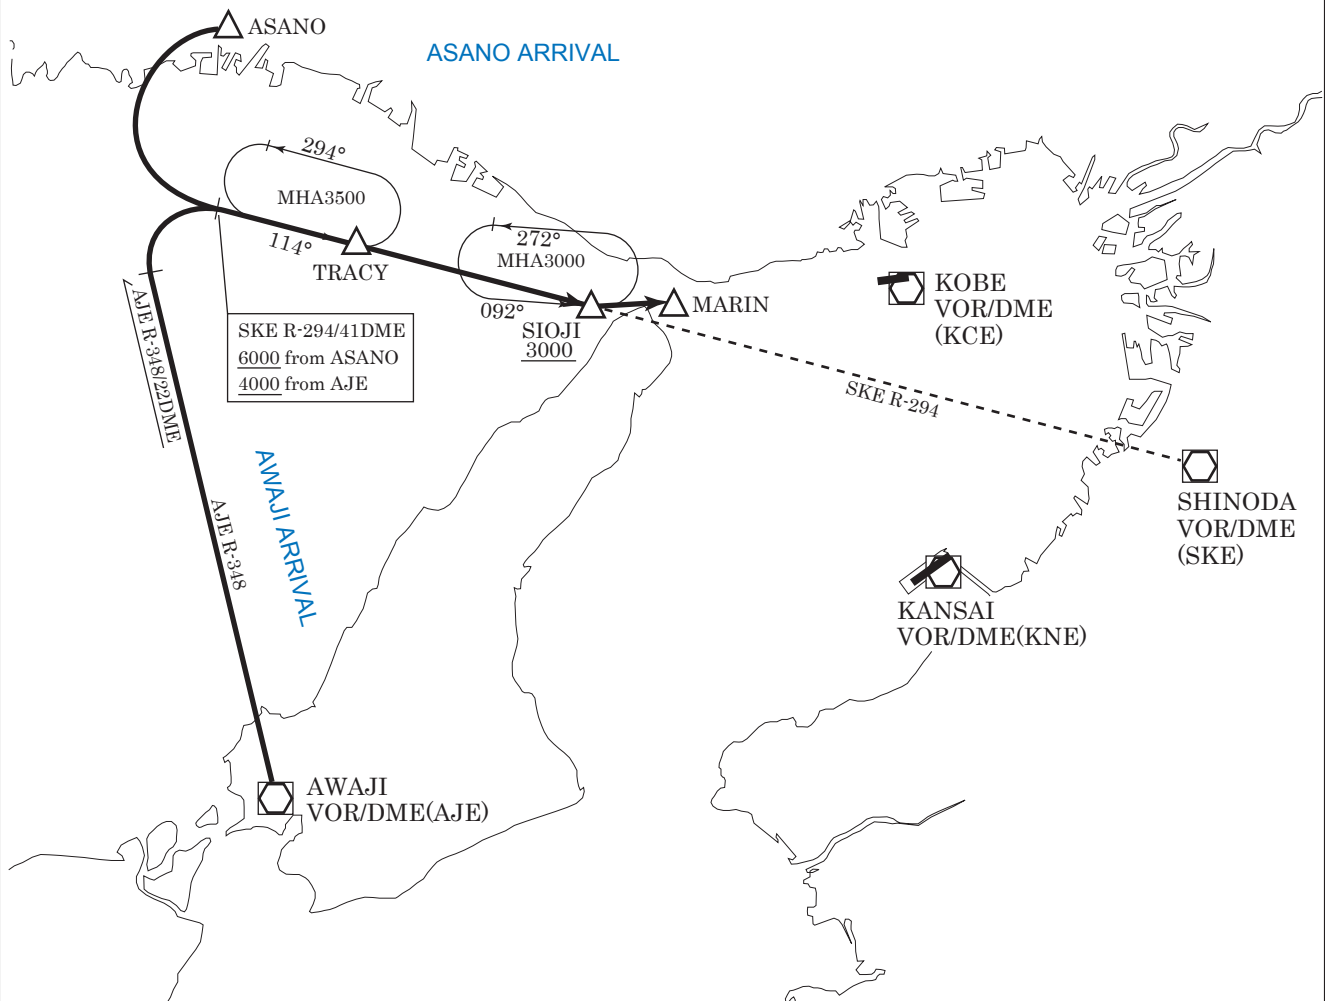 ASANO
ASANO ARRIVAL
294°
MHA3500
114°
TRACY
272°
MHA3000
092°
SIOJI
3000
MARIN
KOBE
VOR/DME
(KCE)
AJE R-348/22DME
SKE R-294/41DME
6000 from ASANO
4000 from AJE
SKE R-294
AWAJI ARRIVAL
AJE R-348
SHINODA
VOR/DME
(SKE)
KANSAI
VOR/DME(KNE)
AWAJI
VOR/DME(AJE)